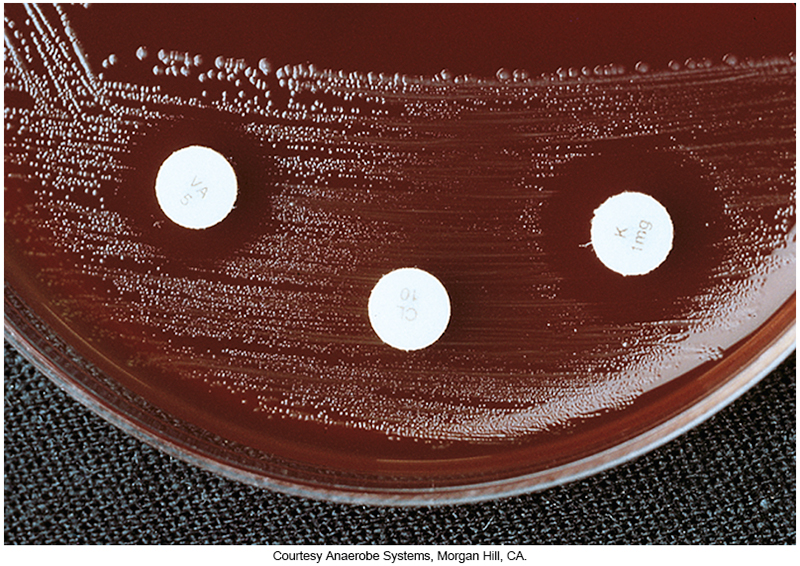 VA
5
K
1mg
CL
10
Courtesy Anaerobe Systems, Morgan Hill, CA.